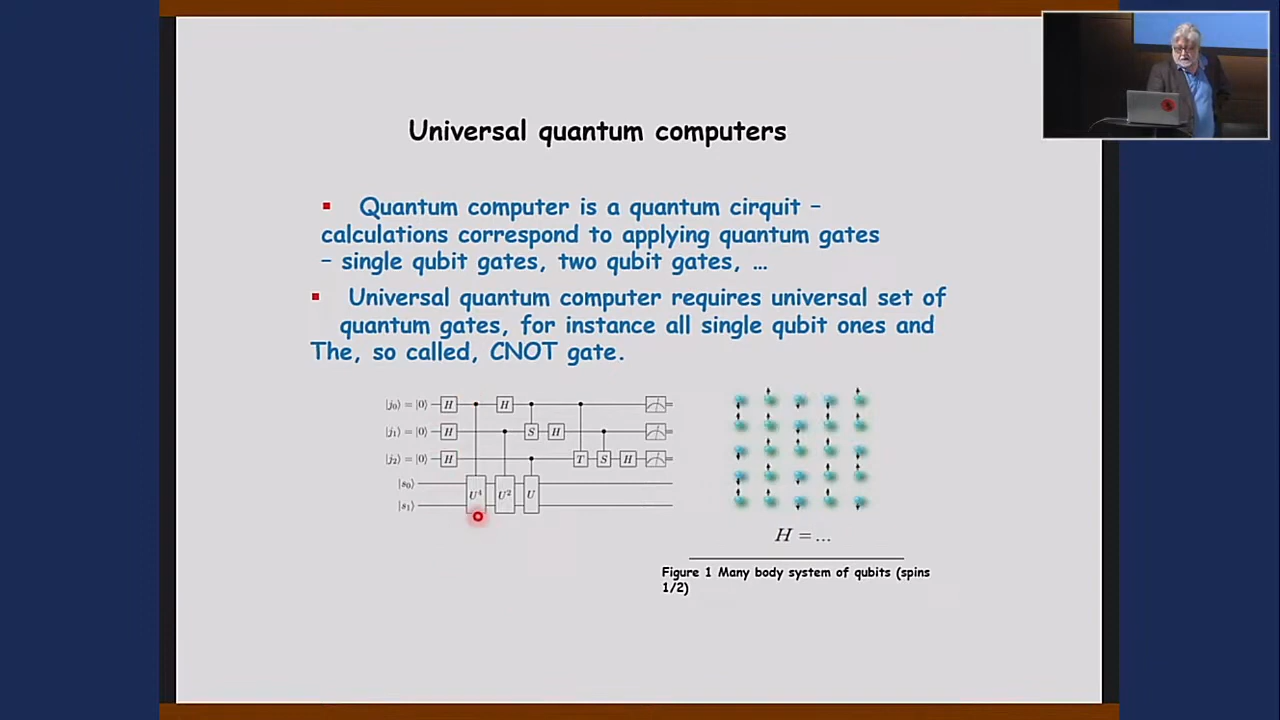 Universal quantum computers
▪ Quantum computer is a quantum cirquit –
calculations correspond to applying quantum gates
– single qubit gates, two qubit gates, …
▪ Universal quantum computer requires universal set of
quantum gates, for instance all single qubit ones and
The, so called, CNOT gate.
|j₀⟩ = |0⟩ H H
|j₁⟩ = |0⟩ H S H
|j₂⟩ = |0⟩ H T S H
|s₀⟩
|s₁⟩
U⁴ U² U
H = ...
Figure 1 Many body system of qubits (spins
1/2)